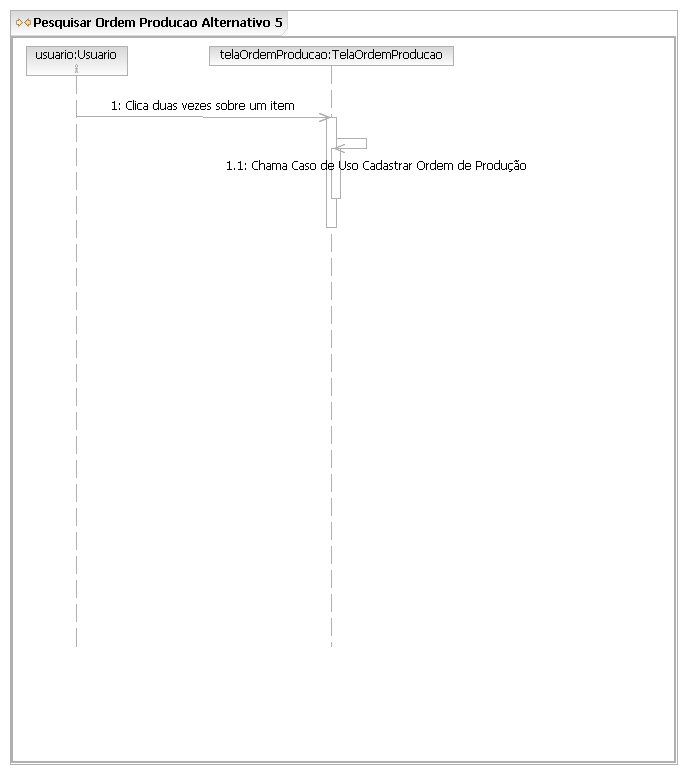 Pesquisar Ordem Producao Alternativo 5
usuario:Usuario
telaOrdemProducao:TelaOrdemProducao
1: Clica duas vezes sobre um item
1.1: Chama Caso de Uso Cadastrar Ordem de Produção